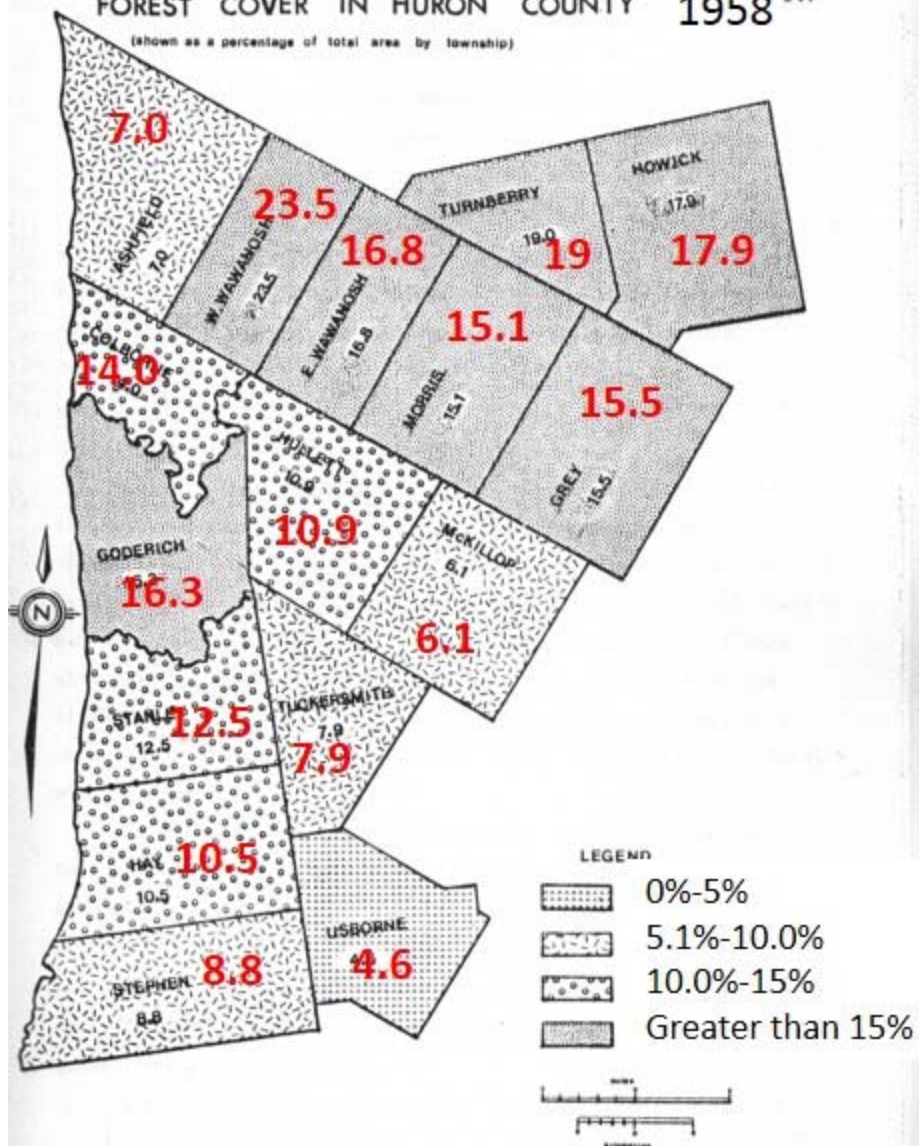 FOREST COVER IN HURON COUNTY 1958
(shown as a percentage of total area by township)
7.0
ASHFIELD
7.0
23.5
W.WAWANOSH
23.5
16.8
E.WAWANOSH
16.8
TURNBERRY
19.0
19
HOWICK
17.9
17.9
15.1
MORRIS
15.1
15.5
GREY
15.5
COLBORNE
14.0
HULLETT
10.9
10.9
McKILLOP
6.1
6.1
GODERICH
16.3
N
STANLEY
12.5
12.5
TUCKERSMITH
7.9
7.9
HAY
10.5
10.5
USBORNE
4.6
STEPHEN
8.8
8.8
LEGEND
0%-5%
5.1%-10.0%
10.0%-15%
Greater than 15%